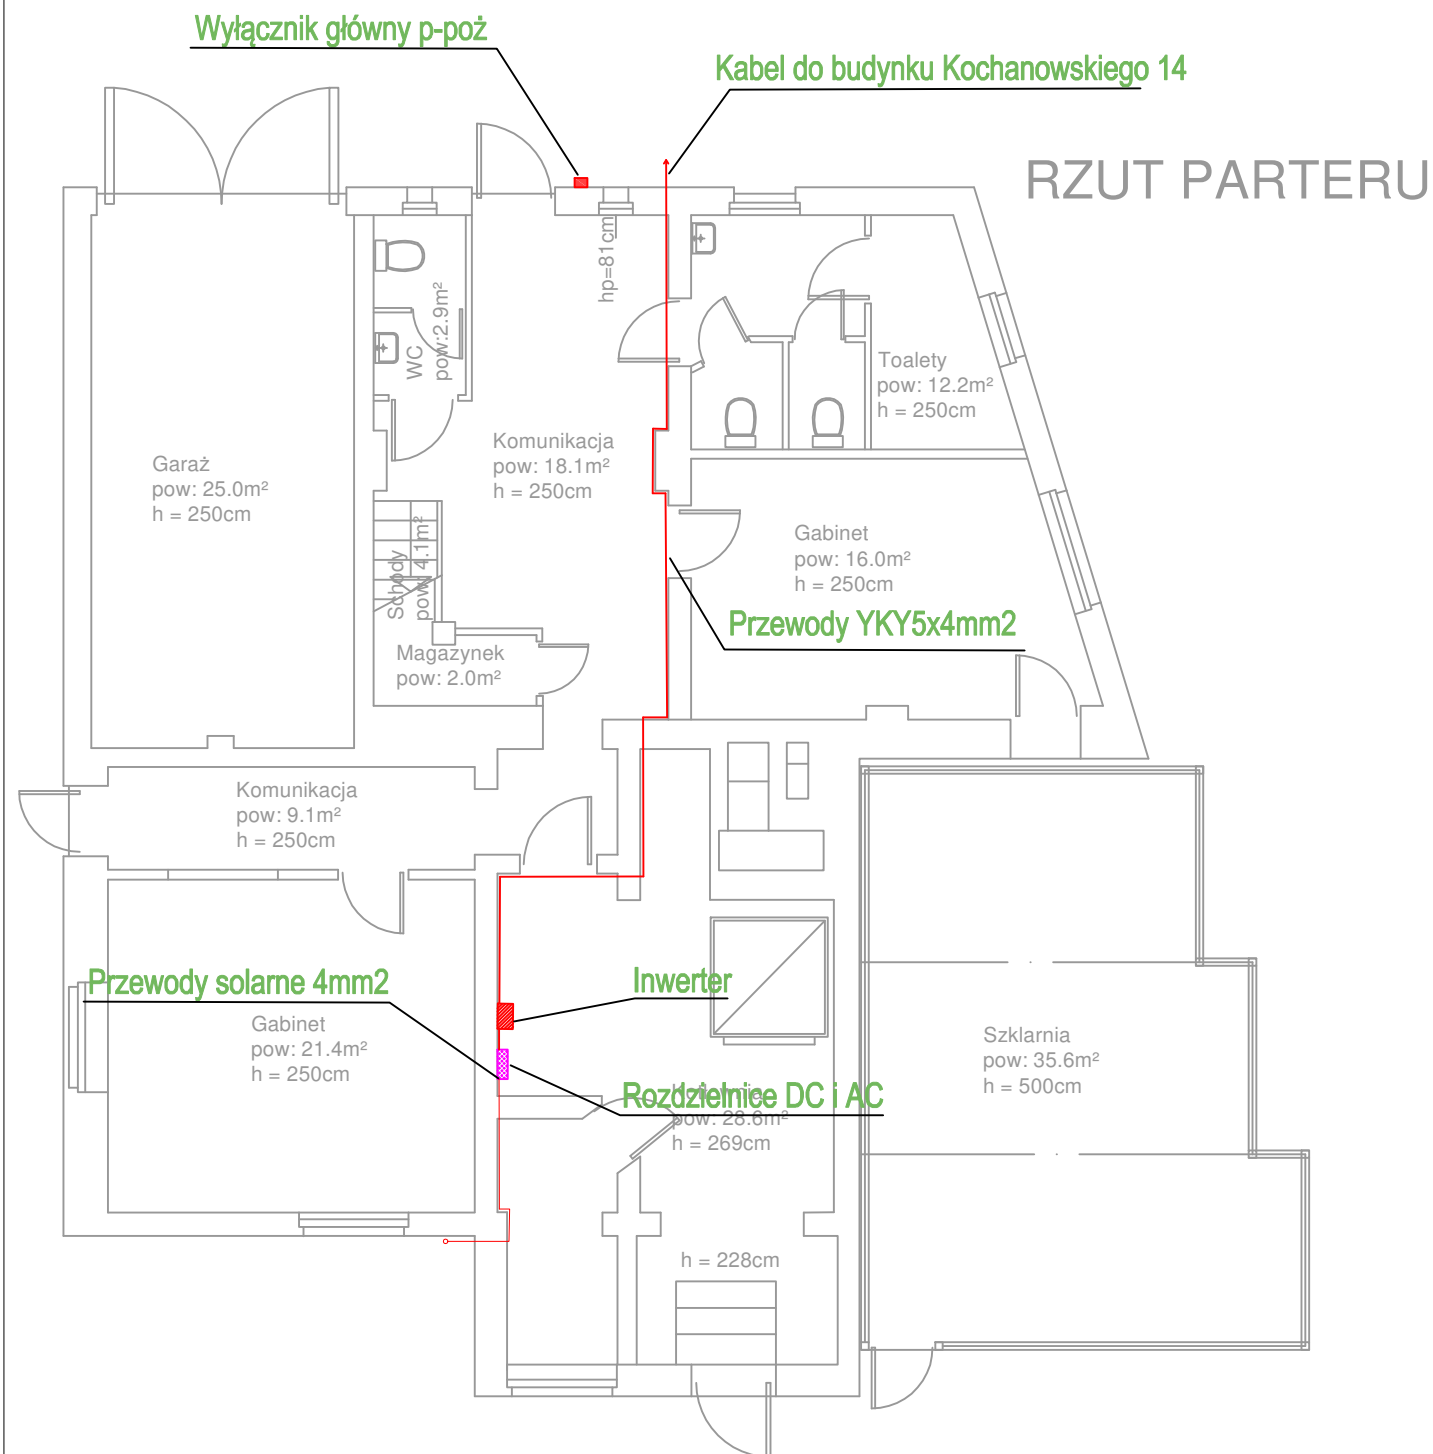 Wyłącznik główny p-poż
Kabel do budynku Kochanowskiego 14
RZUT PARTERU
hp=81cm
WC
pow:2.9m²
Toalety
pow: 12.2m²
h = 250cm
Komunikacja
pow: 18.1m²
h = 250cm
Garaż
pow: 25.0m²
h = 250cm
Schody
pow: 4.1m²
Gabinet
pow: 16.0m²
h = 250cm
Przewody YKY5x4mm2
Magazynek
pow: 2.0m²
Komunikacja
pow: 9.1m²
h = 250cm
Przewody solarne 4mm2
Inwerter
Gabinet
pow: 21.4m²
h = 250cm
Szklarnia
pow: 35.6m²
h = 500cm
Rozdzielnice DC i AC
Kotłownia
pow: 28.6m²
h = 269cm
h = 228cm